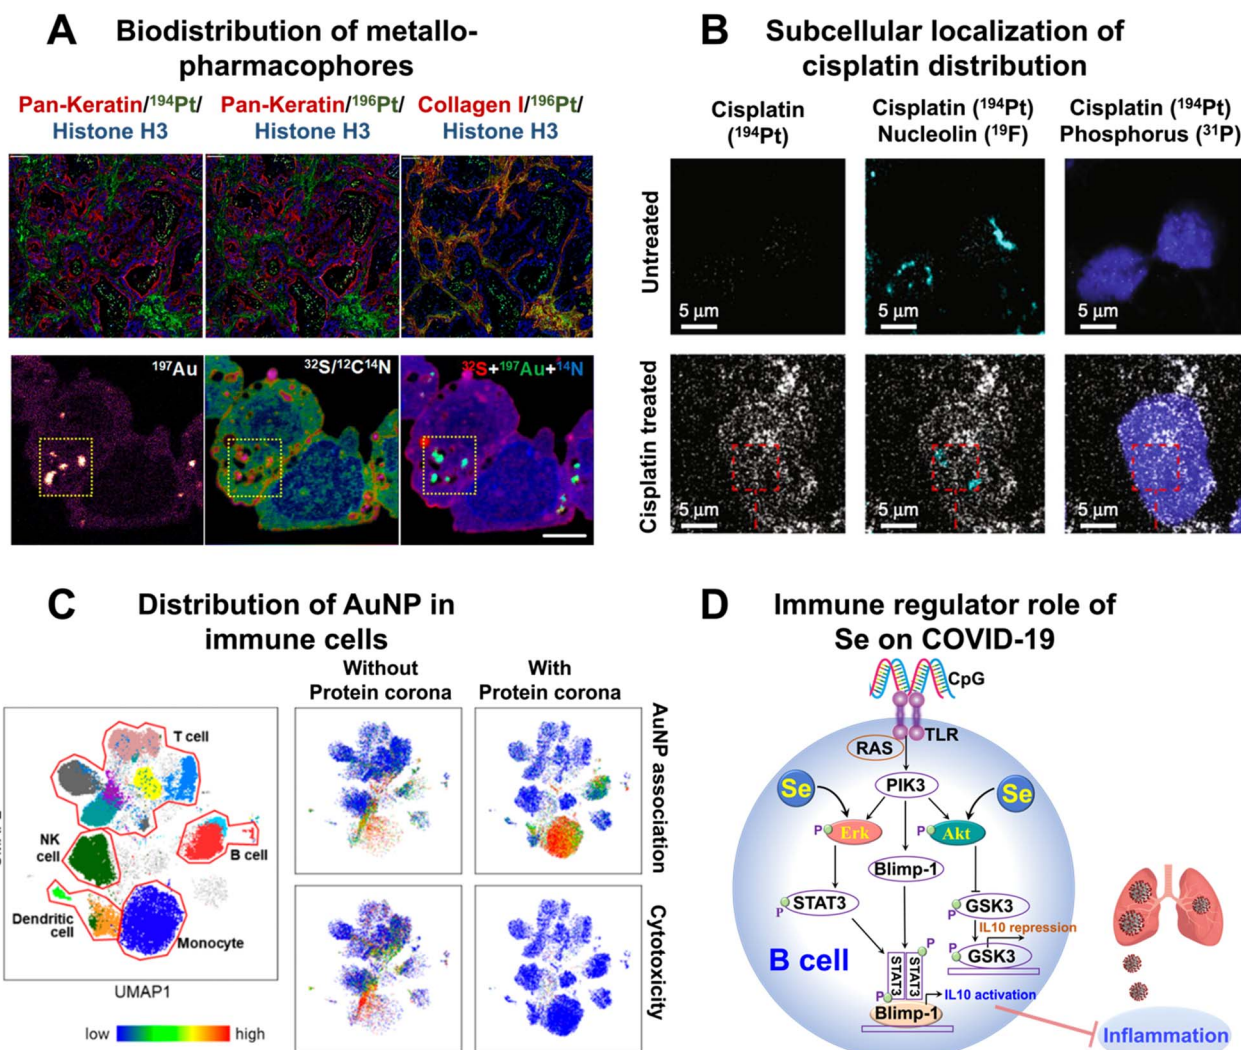 A
Biodistribution of metallo-
pharmacophores
Pan-Keratin/¹⁹⁴Pt/
Histone H3
Pan-Keratin/¹⁹⁶Pt/
Histone H3
Collagen I/¹⁹⁶Pt/
Histone H3
¹⁹⁷Au
³²S/¹²C¹⁴N
³²S+¹⁹⁷Au+¹⁴N
B
Subcellular localization of
cisplatin distribution
Cisplatin
(¹⁹⁴Pt)
Cisplatin (¹⁹⁴Pt)
Nucleolin (¹⁹F)
Cisplatin (¹⁹⁴Pt)
Phosphorus (³¹P)
Untreated
5 µm
5 µm
5 µm
Cisplatin treated
5 µm
5 µm
5 µm
C
Distribution of AuNP in
immune cells
T cell
NK
cell
B cell
Dendritic
cell
Monocyte
UMAP1
low
high
Without
Protein corona
With
Protein corona
AuNP association
Cytotoxicity
D
Immune regulator role of
Se on COVID-19
CpG
TLR
RAS
PIK3
Se
Se
P
Erk
P
Akt
Blimp-1
P
STAT3
P
GSK3
IL10 repression
P
GSK3
B cell
P
STAT3
STAT3
P
IL10 activation
Blimp-1
Inflammation